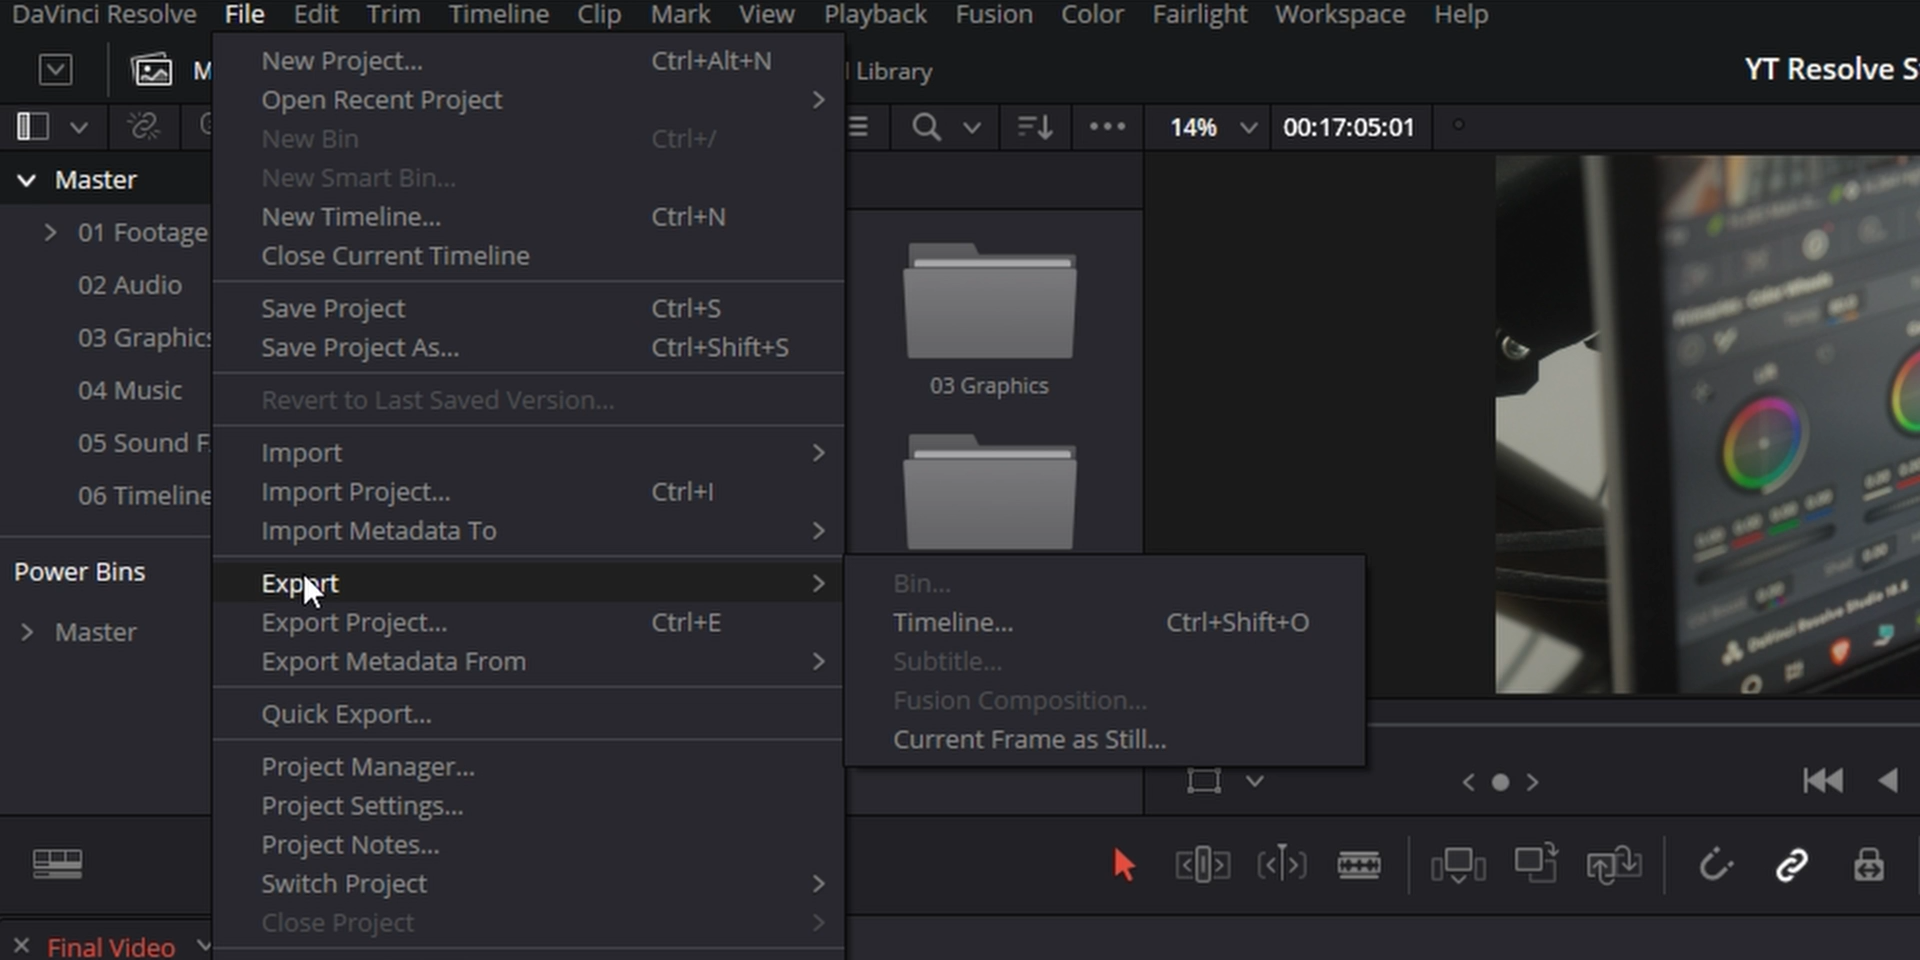 DaVinci Resolve File Edit Trim Timeline Clip Mark View Playback Fusion Color Fairlight Workspace Help
Library
YT Resolve
14% 00:17:05:01
Master
01 Footage
02 Audio
03 Graphics
04 Music
05 Sound
06 Timeline
Power Bins
Master
New Project... Ctrl+Alt+N
Open Recent Project
New Bin Ctrl+/
New Smart Bin...
New Timeline... Ctrl+N
Close Current Timeline
Save Project Ctrl+S
Save Project As... Ctrl+Shift+S
Revert to Last Saved Version...
Import
Import Project... Ctrl+I
Import Metadata To
Export
Export Project... Ctrl+E
Export Metadata From
Quick Export...
Project Manager...
Project Settings...
Project Notes...
Switch Project
Close Project
Bin...
Timeline... Ctrl+Shift+O
Subtitle...
Fusion Composition...
Current Frame as Still...
03 Graphics
DaVinci Resolve Studio 18.6
Final Video